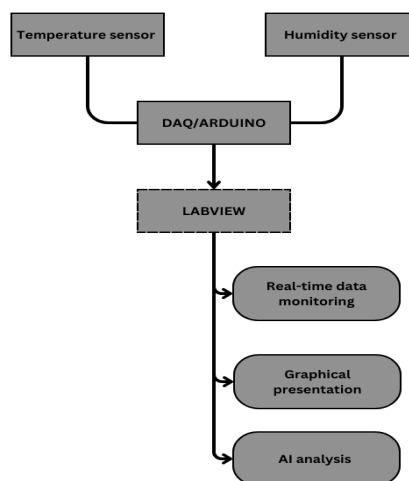 Temperature sensor
Humidity sensor
DAQ/ARDUINO
LABVIEW
Real-time data
monitoring
Graphical
presentation
AI analysis